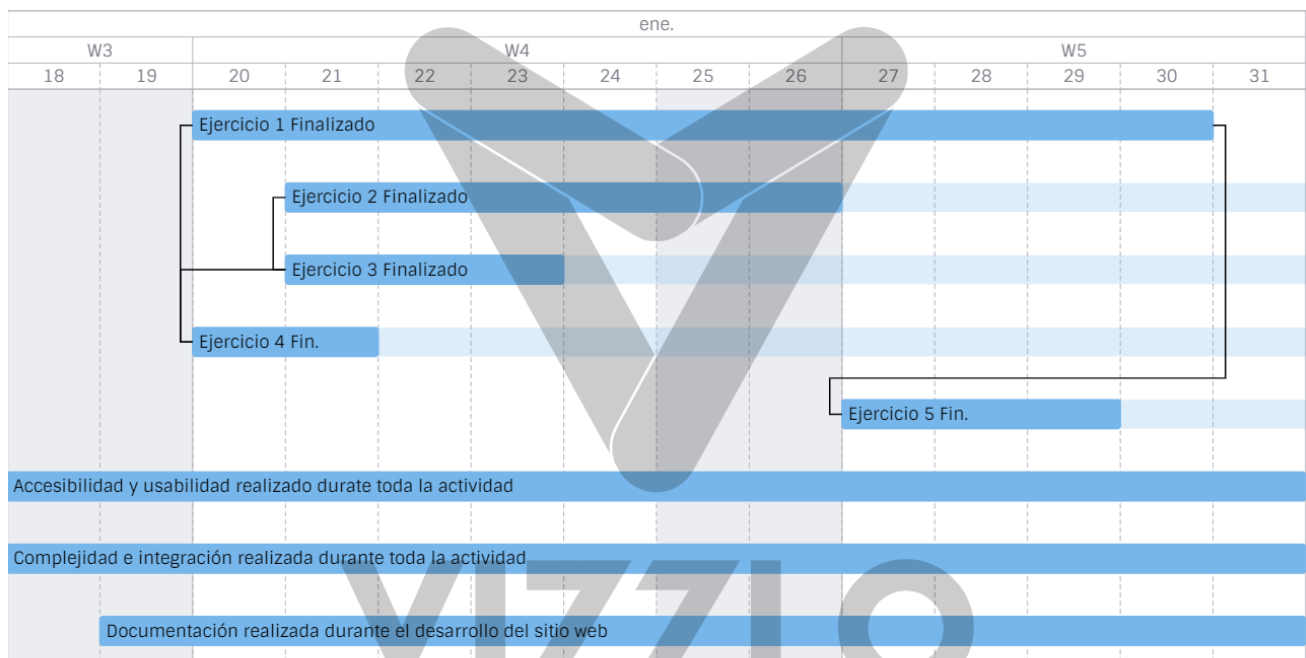 ene.
W3 W4 W5
18 19 20 21 22 23 24 25 26 27 28 29 30 31
Ejercicio 1 Finalizado
Ejercicio 2 Finalizado
Ejercicio 3 Finalizado
Ejercicio 4 Fin.
Ejercicio 5 Fin.
Accesibilidad y usabilidad realizado durate toda la actividad
Complejidad e integración realizada durante toda la actividad
VIZZLO
Documentación realizada durante el desarrollo del sitio web